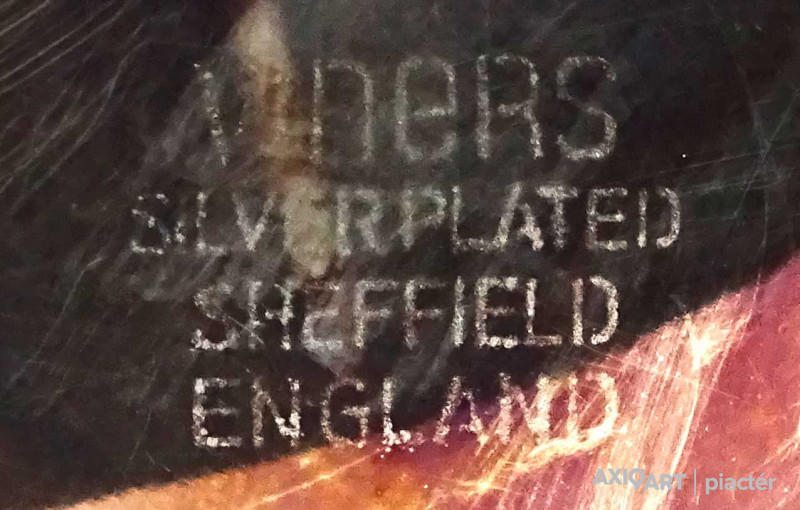 VineRS
SILVERPLATED
SHEFFIELD
ENGLAND
AXIOART | piactér